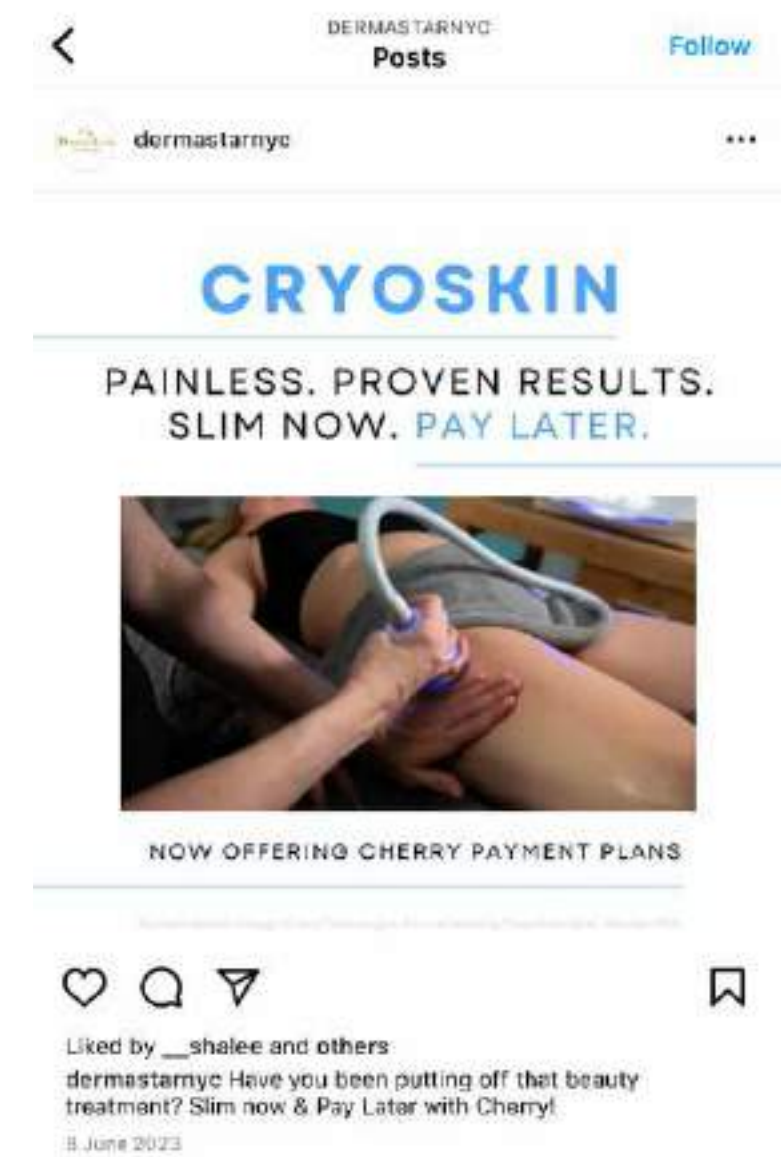 DERMASTARNYC
Posts
Follow
dermastarnyc
CRYOSKIN
PAINLESS. PROVEN RESULTS.
SLIM NOW. PAY LATER.
NOW OFFERING CHERRY PAYMENT PLANS
Liked by __shalee and others
dermastarnyc Have you been putting off that beauty
treatment? Slim now & Pay Later with Cherry!
8 June 2023